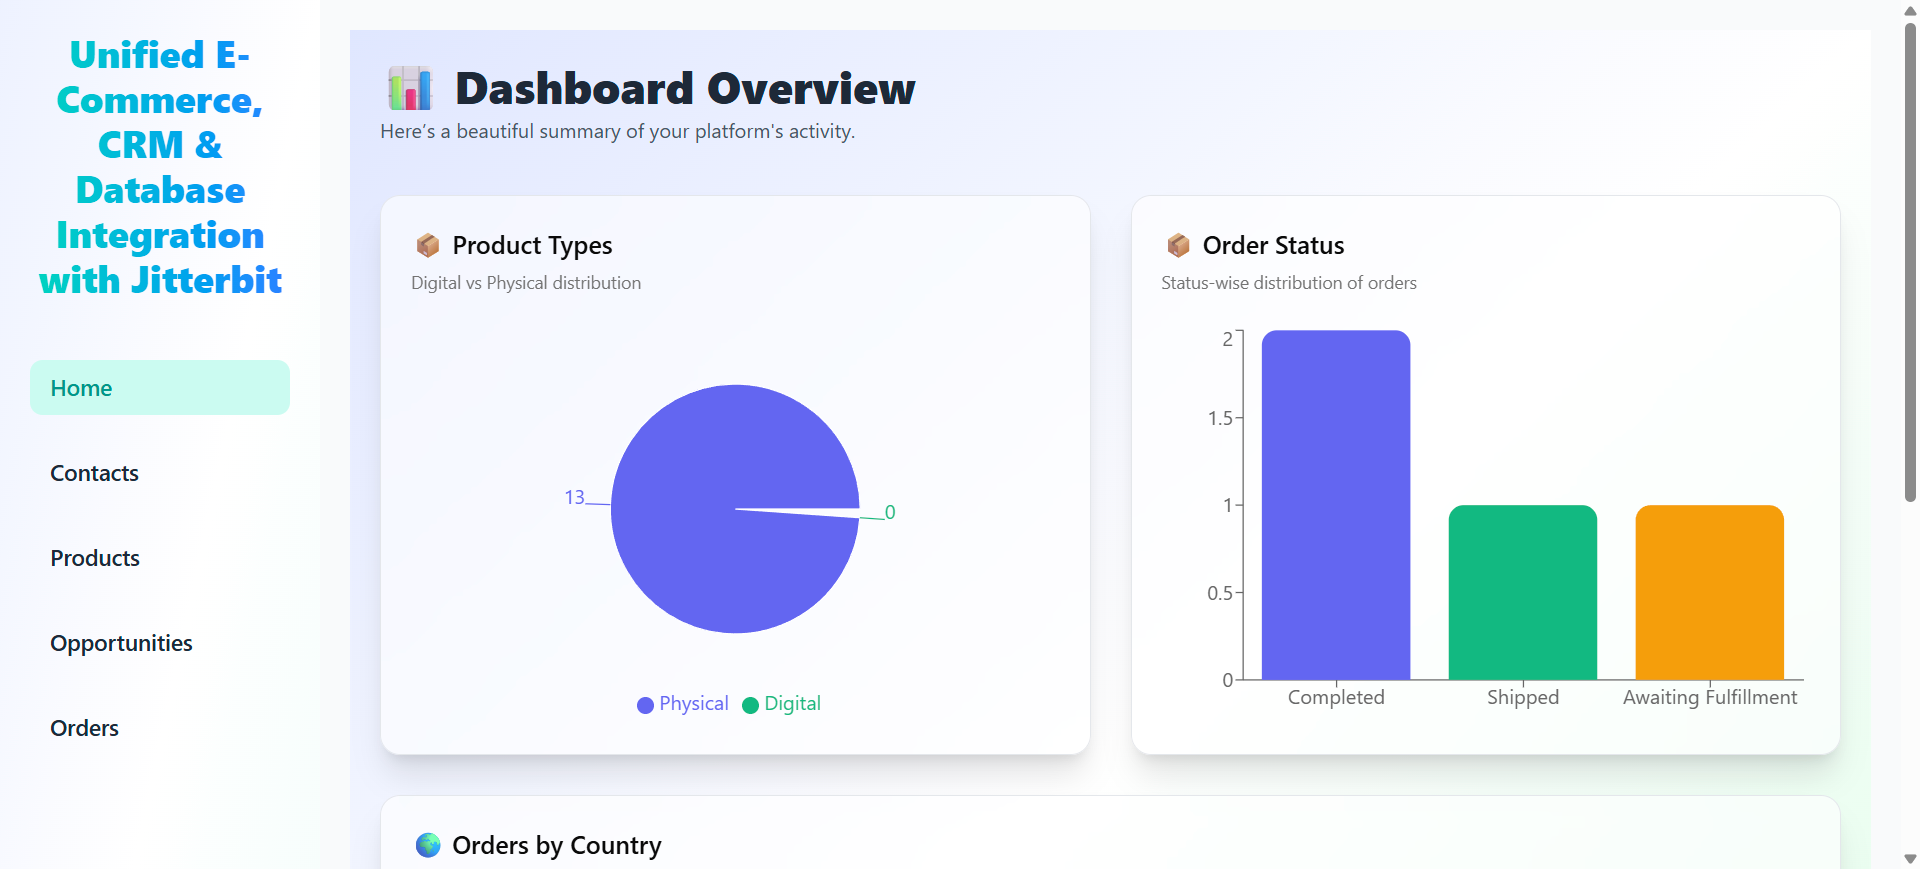 Unified E-
Commerce,
CRM &
Database
Integration
with Jitterbit
Home
Contacts
Products
Opportunities
Orders
Dashboard Overview
Here’s a beautiful summary of your platform's activity.
Product Types
Digital vs Physical distribution
13
0
Physical
Digital
Order Status
Status-wise distribution of orders
2
1.5
1
0.5
0
Completed
Shipped
Awaiting Fulfillment
Orders by Country